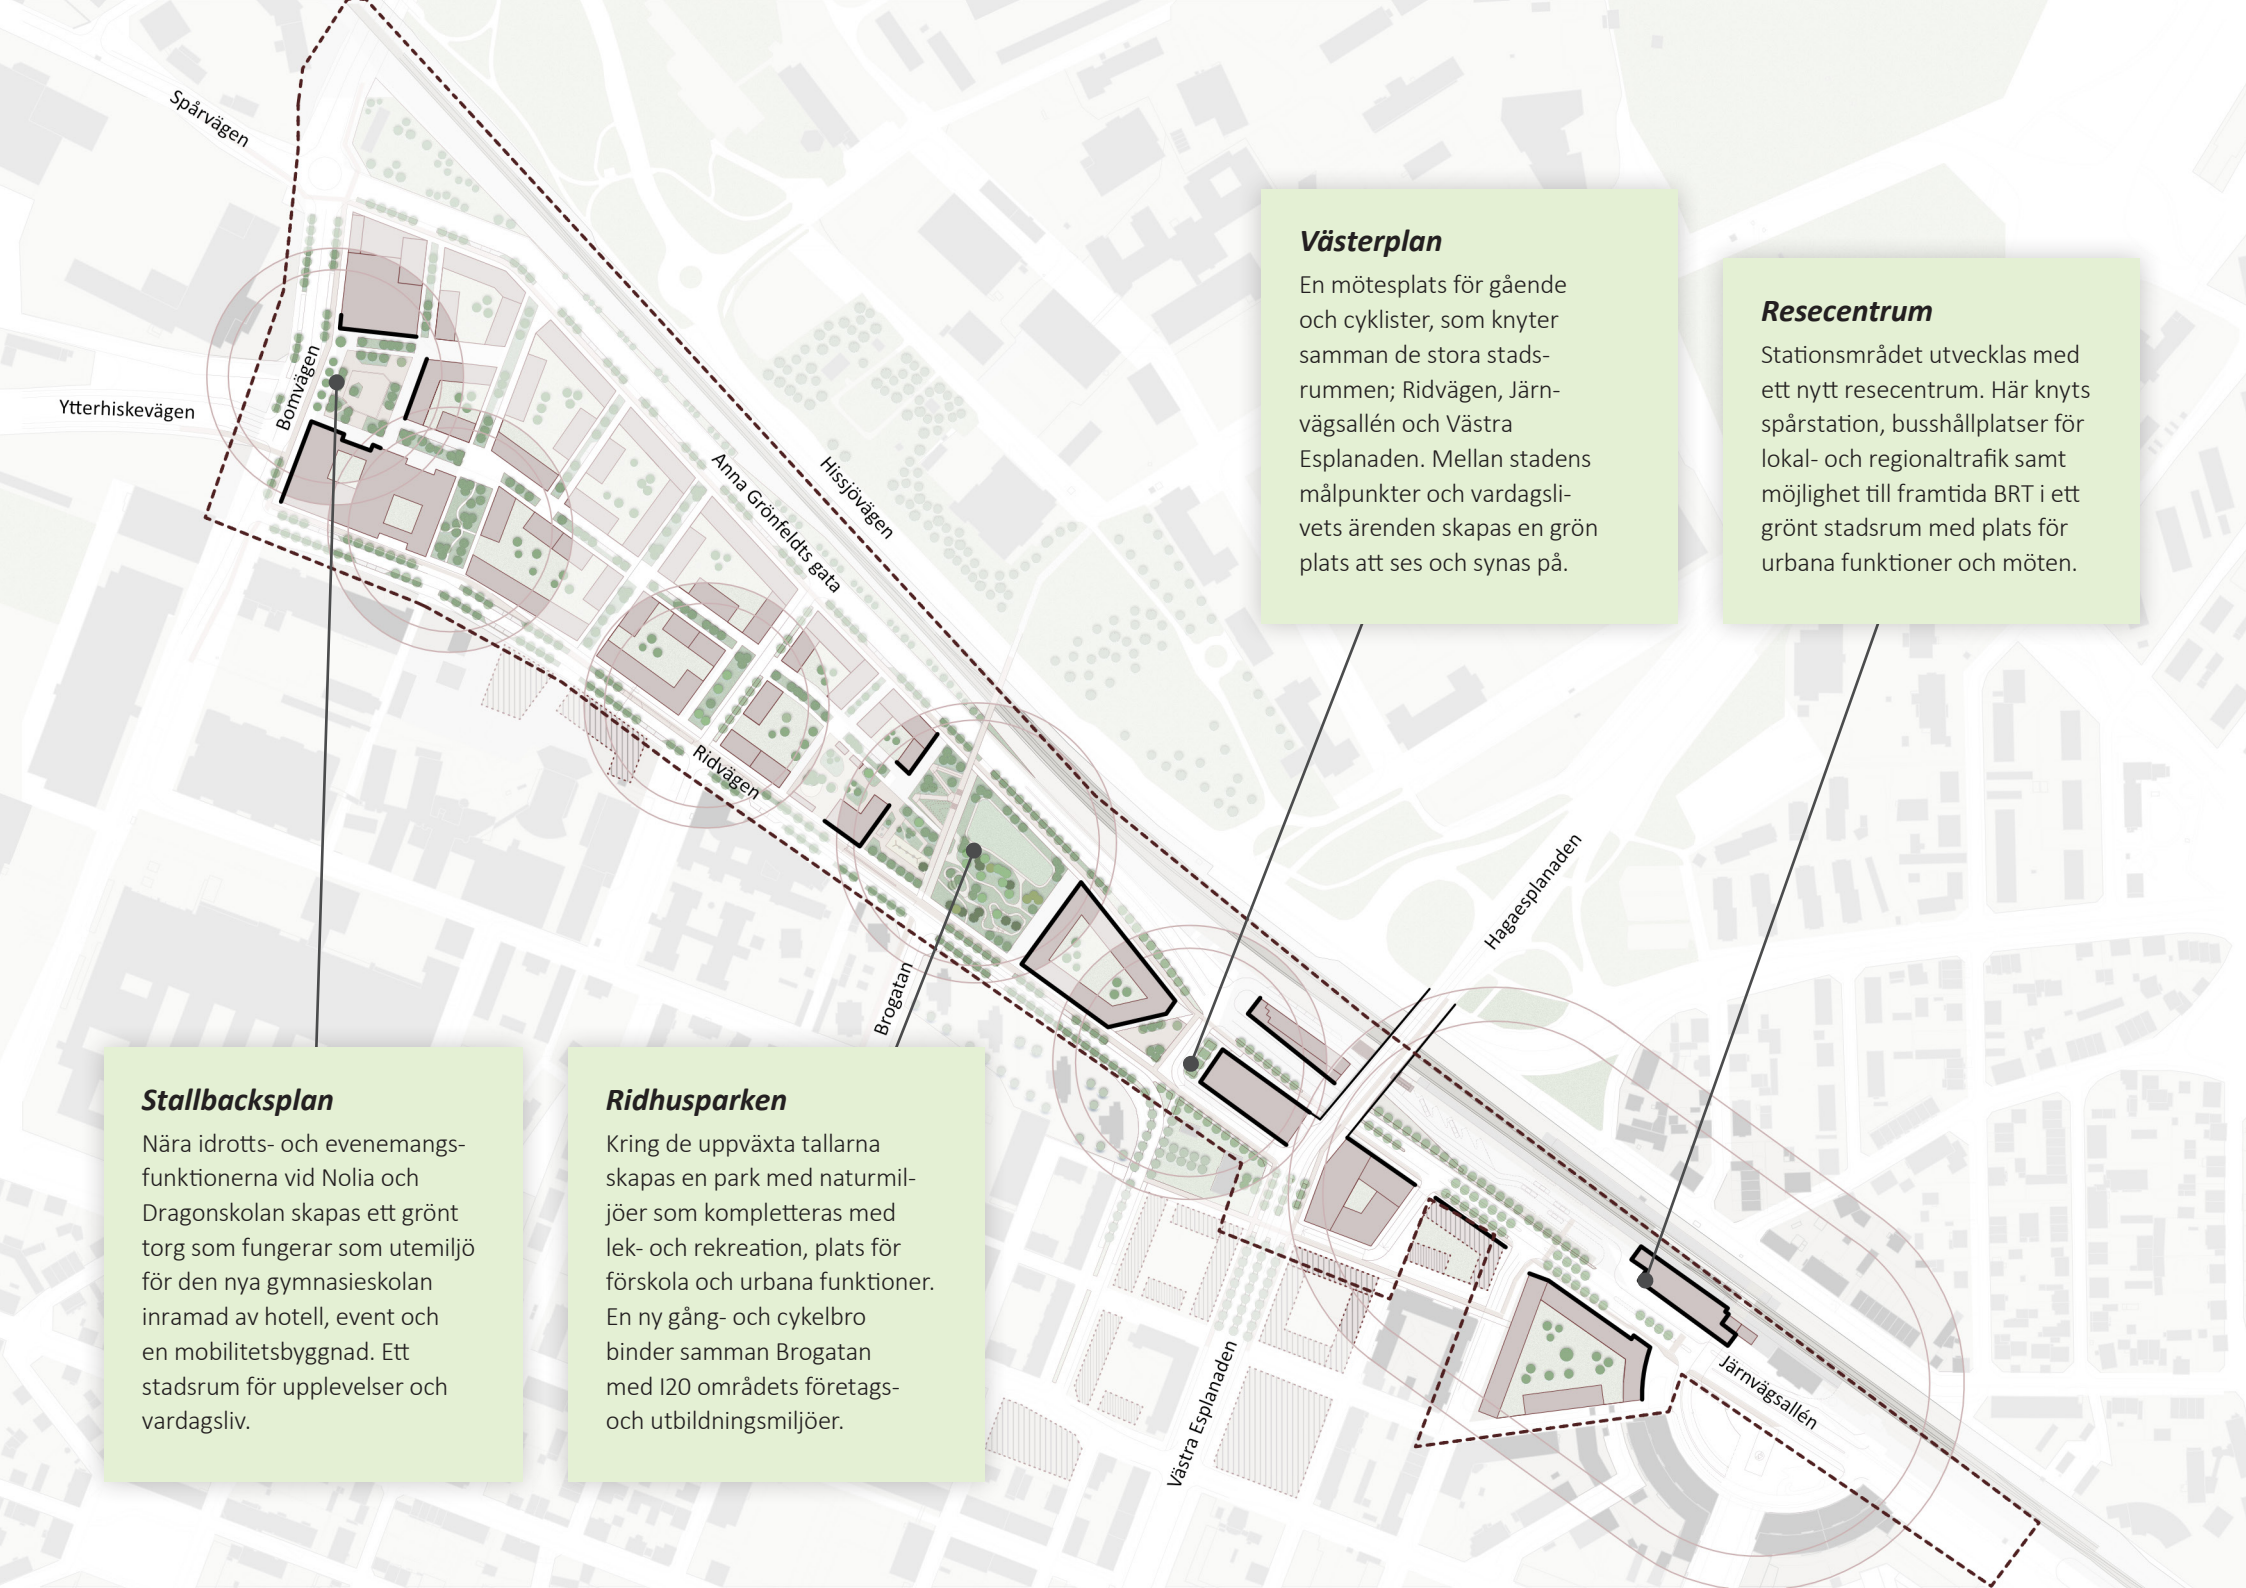 Spårvägen
Ytterhiskevägen
Bomvägen
Anna Grönfeldts gata
Hissjövägen
Ridvägen
Brogatan
Hagaesplanaden
Västra Esplanaden
Järnvägsallén
Västerplan
En mötesplats för gående
och cyklister, som knyter
samman de stora stads-
rummen; Ridvägen, Järn-
vägsallén och Västra
Esplanaden. Mellan stadens
målpunkter och vardagsli-
vets ärenden skapas en grön
plats att ses och synas på.
Resecentrum
Stationsmrådet utvecklas med
ett nytt resecentrum. Här knyts
spårstation, busshållplatser för
lokal- och regionaltrafik samt
möjlighet till framtida BRT i ett
grönt stadsrum med plats för
urbana funktioner och möten.
Stallbacksplan
Nära idrotts- och evenemangs-
funktionerna vid Nolia och
Dragonskolan skapas ett grönt
torg som fungerar som utemiljö
för den nya gymnasieskolan
inramad av hotell, event och
en mobilitetsbyggnad. Ett
stadsrum för upplevelser och
vardagsliv.
Ridhusparken
Kring de uppväxta tallarna
skapas en park med naturmil-
jöer som kompletteras med
lek- och rekreation, plats för
förskola och urbana funktioner.
En ny gång- och cykelbro
binder samman Brogatan
med I20 områdets företags-
och utbildningsmiljöer.